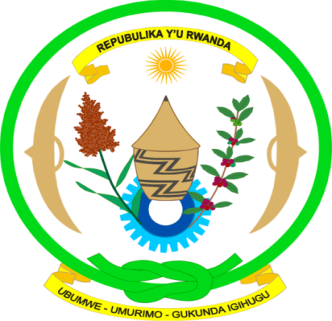 REPUBULIKA Y'U RWANDA
UBUMWE - UMURIMO - GUKUNDA IGIHUGU